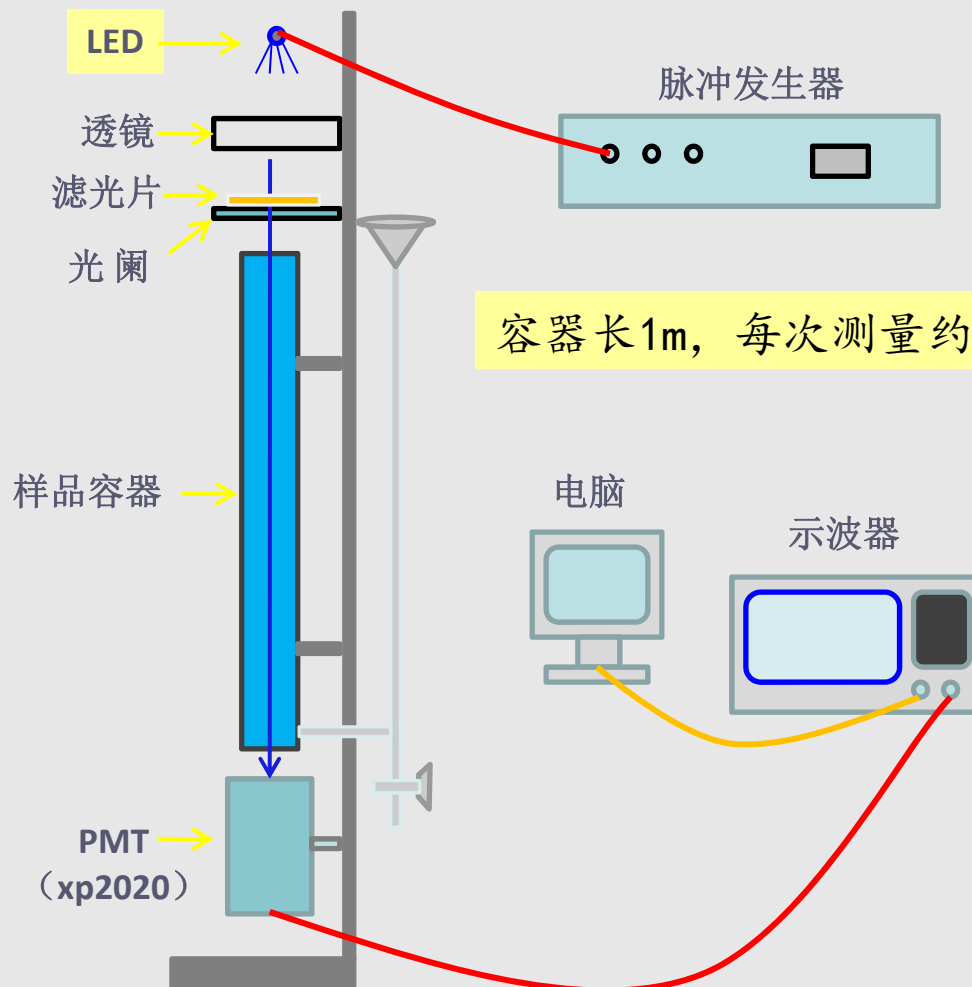 LED
脉冲发生器
透镜
滤光片
光 阑
容器长1m，每次测量约
样品容器
电脑
示波器
PMT
（xp2020）